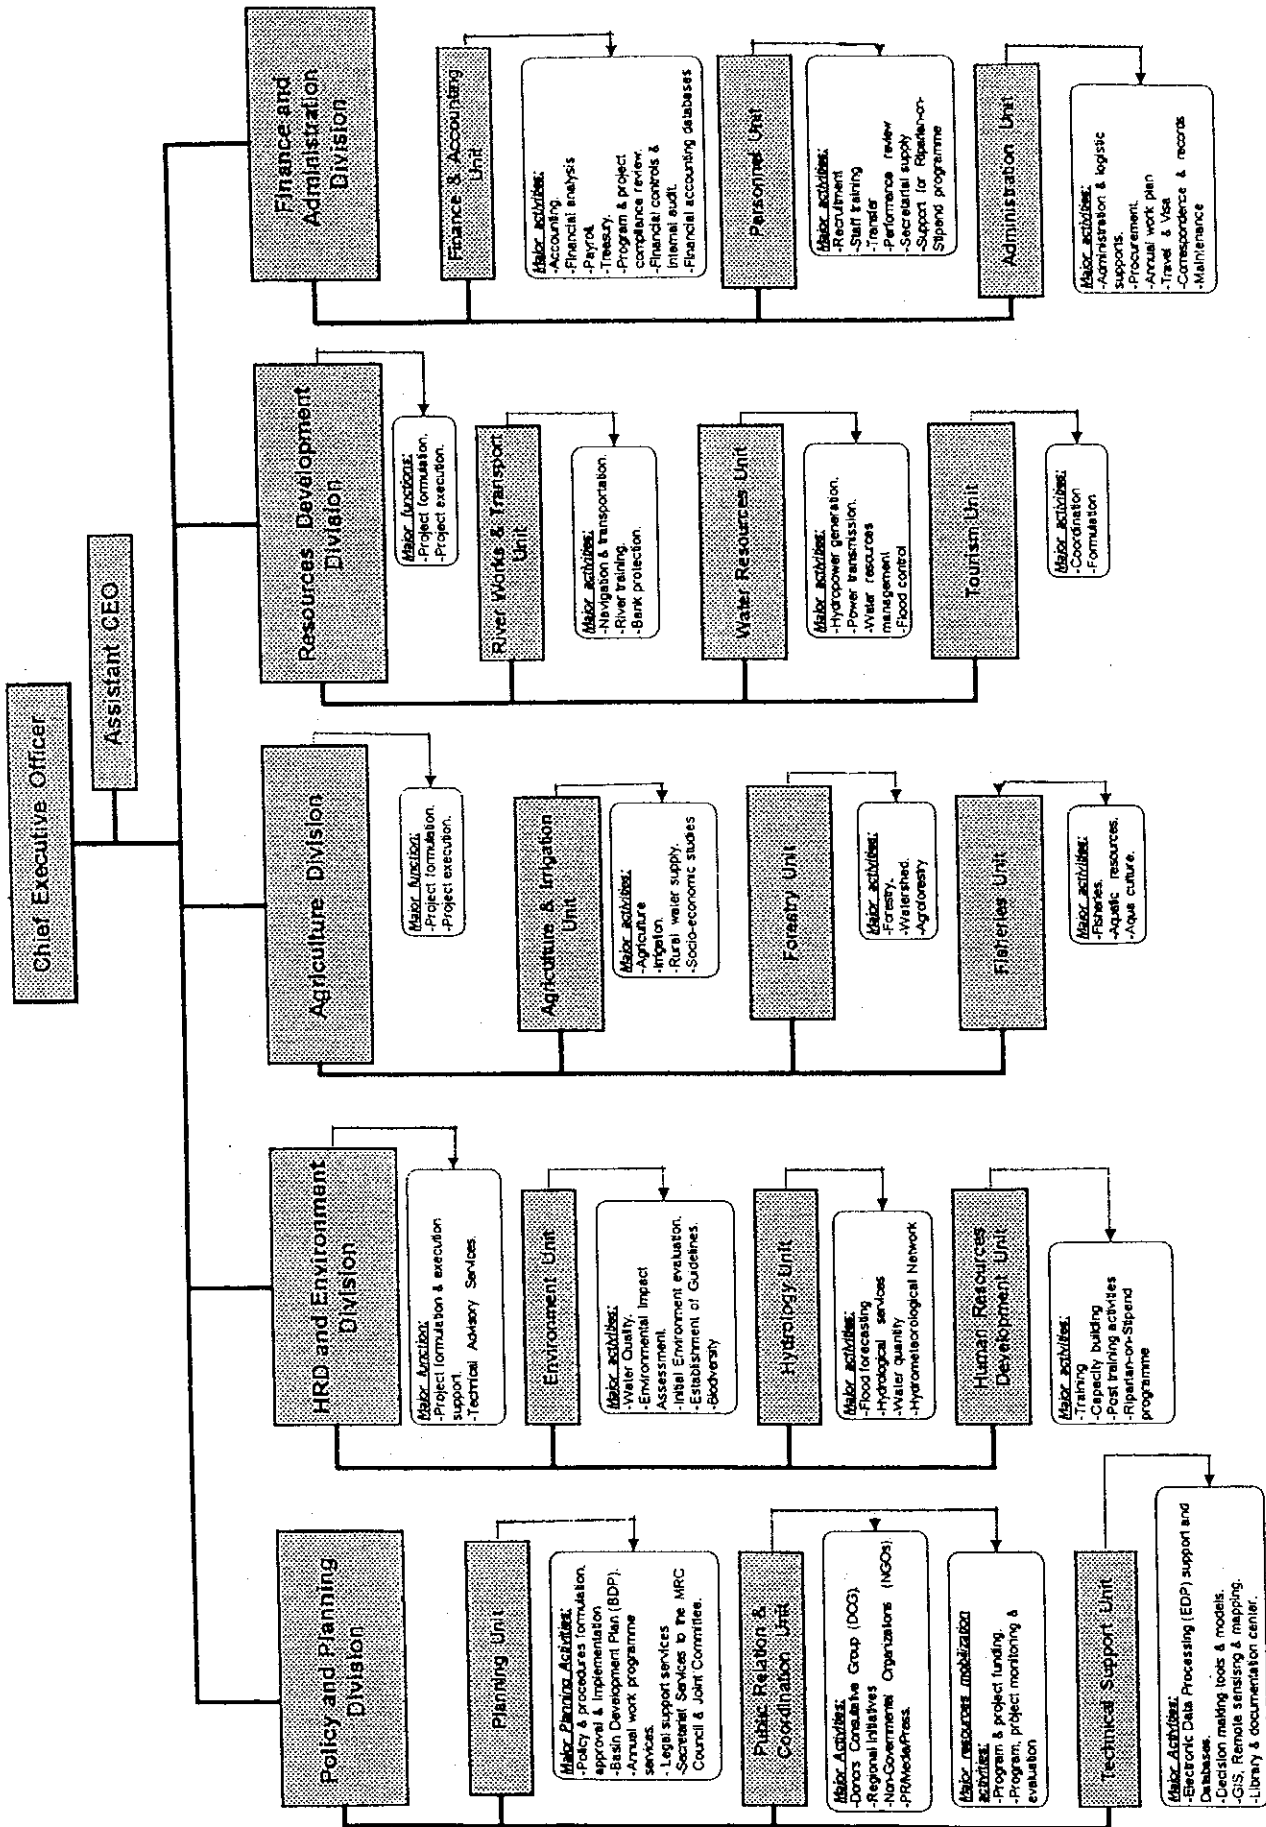 Chief Executive Officer
Assistant CEO
Policy and Planning
Division
Planning Unit
Major Planning Activities:
-Policy & procedures formulation.
approval & Implementation
-Basin Development Plan (BDP).
-Annual work programme
services.
- Legal support services
-Secretariat Services to the MRC
Council & Joint Committee.
Public Relation &
Coordination Unit
Major Activities:
-Donors Consultative Group (DCG).
-Regional Initiatives
-Non-Governmental Organizations (NGOs).
-PR/Media/Press.
Major resources mobilization
activities:
-Program & project funding.
-Program, project monitoring &
evaluation
Technical Support Unit
Major Activities:
-Electronic Data Processing (EDP) support and
Databases.
-Decision making tools & models.
-GIS, Remote sensisng & mapping.
-Library & documentation center.
HRD and Environment
Division
Major function:
-Project formulation & execution
support.
-Technical Advisory Services.
Environment Unit
Major activities:
-Water Quality.
-Environmental Impact
Assessment.
-Initial Environment evaluation.
-Establishment of Guidelines.
-Biodiversity
Hydrology Unit
Major activities:
-Flood forecasting
-Hydrological services
-Water quantity
-Hydrometeorological Network
Human Resources
Development Unit
Major activities:
-Training
-Capacity building
-Post training activities
-Riparian-on-Stipend
programme
Agriculture Division
Major function:
-Project formulation.
-Project execution.
Agriculture & Irrigation
Unit
Major activities:
-Agriculture
-Irrigation.
-Rural water supply.
-Socio-economic studies
Forestry Unit
Major activities:
-Forestry.
-Watershed.
-Agroforestry
Fisheries Unit
Major activities:
-Fisheries.
-Aquatic resources.
-Aqua culture.
Resources Development
Division
Major functions:
-Project formulation.
-Project execution.
River Works & Transport
Unit
Major activities:
-Navigation & transportation.
-River training.
-Bank protection.
Water Resources Unit
Major activities:
-Hydropower generation.
-Power transmission.
-Water resources
management
-Flood control
Tourism Unit
Major activities:
-Coordination
-Formulation
Finance and
Administration
Division
Finance & Accounting
Unit
Major activities:
-Accounting.
-Financial analysis
-Payroll.
-Treasury.
-Program & project
compliance review.
-Financial controls &
internal audit.
-Financial accounting databases
Personnel Unit
Major activities:
-Recruitment
-Staff training
-Transfer
-Performance review
-Secretarial supply
-Support for Riparian-on-
Stipend programme
Administration Unit
Major activities:
-Administration & logistic
supports.
-Procurement.
-Annual work plan
-Travel & Visa
-Correspondence & records
-Maintenance